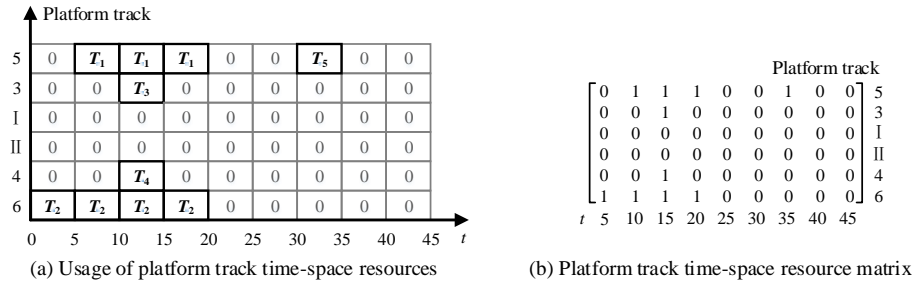 Platform track
5 0 T1 T1 T1 0 0 T5 0 0
3 0 0 T3 0 0 0 0 0 0
I 0 0 0 0 0 0 0 0 0
II 0 0 0 0 0 0 0 0 0
4 0 0 T4 0 0 0 0 0 0
6 T2 T2 T2 T2 0 0 0 0 0
0 5 10 15 20 25 30 35 40 45 t
(a) Usage of platform track time-space resources
Platform track
0 1 1 1 0 0 1 0 0 5
0 0 1 0 0 0 0 0 0 3
0 0 0 0 0 0 0 0 0 I
0 0 0 0 0 0 0 0 0 II
0 0 1 0 0 0 0 0 0 4
1 1 1 1 0 0 0 0 0 6
t 5 10 15 20 25 30 35 40 45
(b) Platform track time-space resource matrix